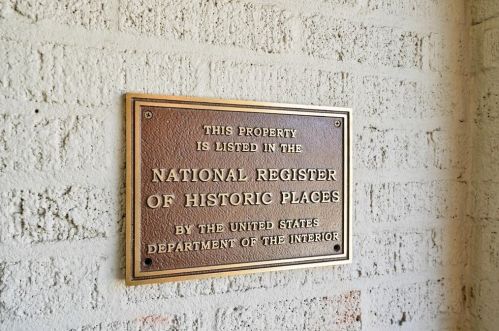 THIS PROPERTY
IS LISTED IN THE
NATIONAL REGISTER
OF HISTORIC PLACES
BY THE UNITED STATES
DEPARTMENT OF THE INTERIOR